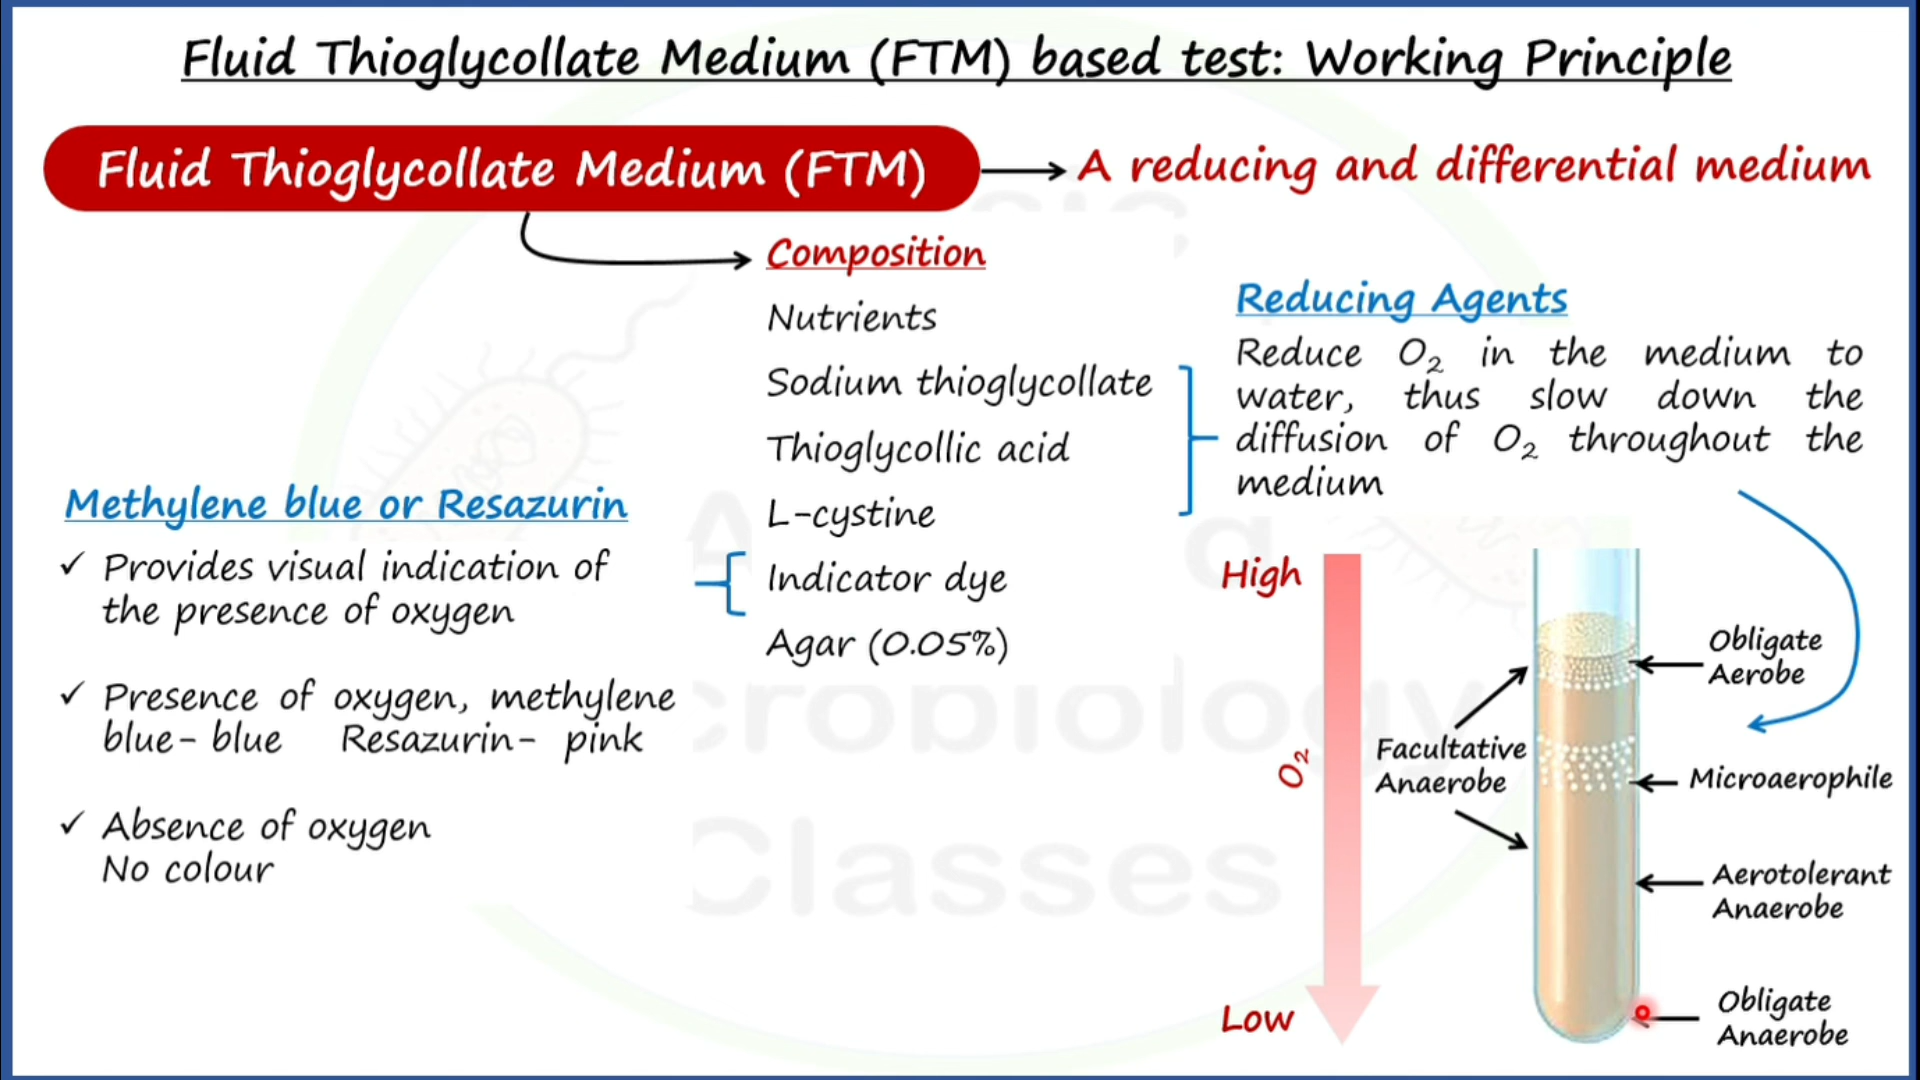 Fluid Thioglycollate Medium (FTM) based test: Working Principle
Fluid Thioglycollate Medium (FTM)
A reducing and differential medium
Composition
Nutrients
Sodium thioglycollate
Thioglycollic acid
L-cystine
Indicator dye
Agar (0.05%)
Reducing Agents
Reduce O₂ in the medium to
water, thus slow down the
diffusion of O₂ throughout the
medium
Methylene blue or Resazurin
✓ Provides visual indication of
the presence of oxygen
✓ Presence of oxygen, methylene
blue- blue Resazurin- pink
✓ Absence of oxygen
No colour
High
O₂
Low
Facultative
Anaerobe
Obligate
Aerobe
Microaerophile
Aerotolerant
Anaerobe
Obligate
Anaerobe
Classes